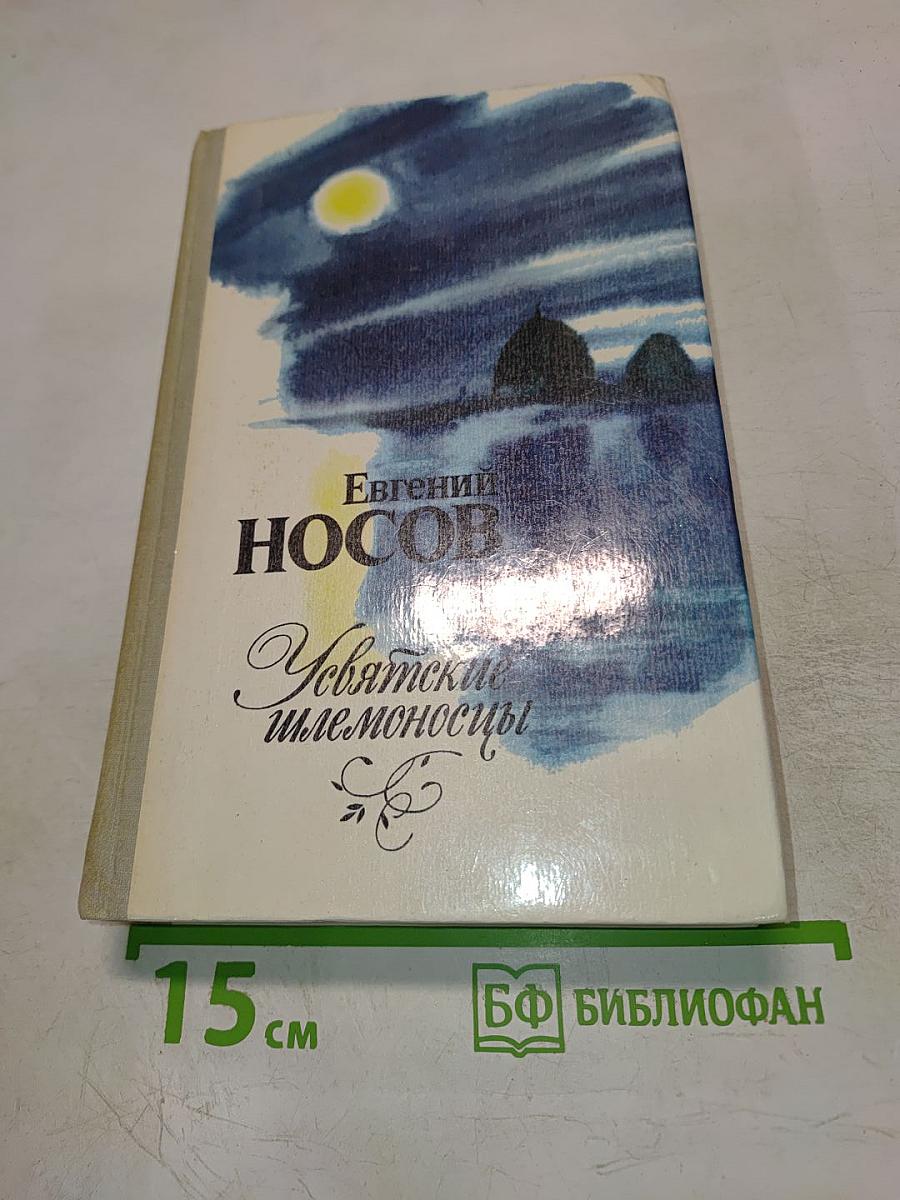 Евгений
НОСОВ
Усвятские
шлемоносцы
15 см
БФ БИБЛИОФАН